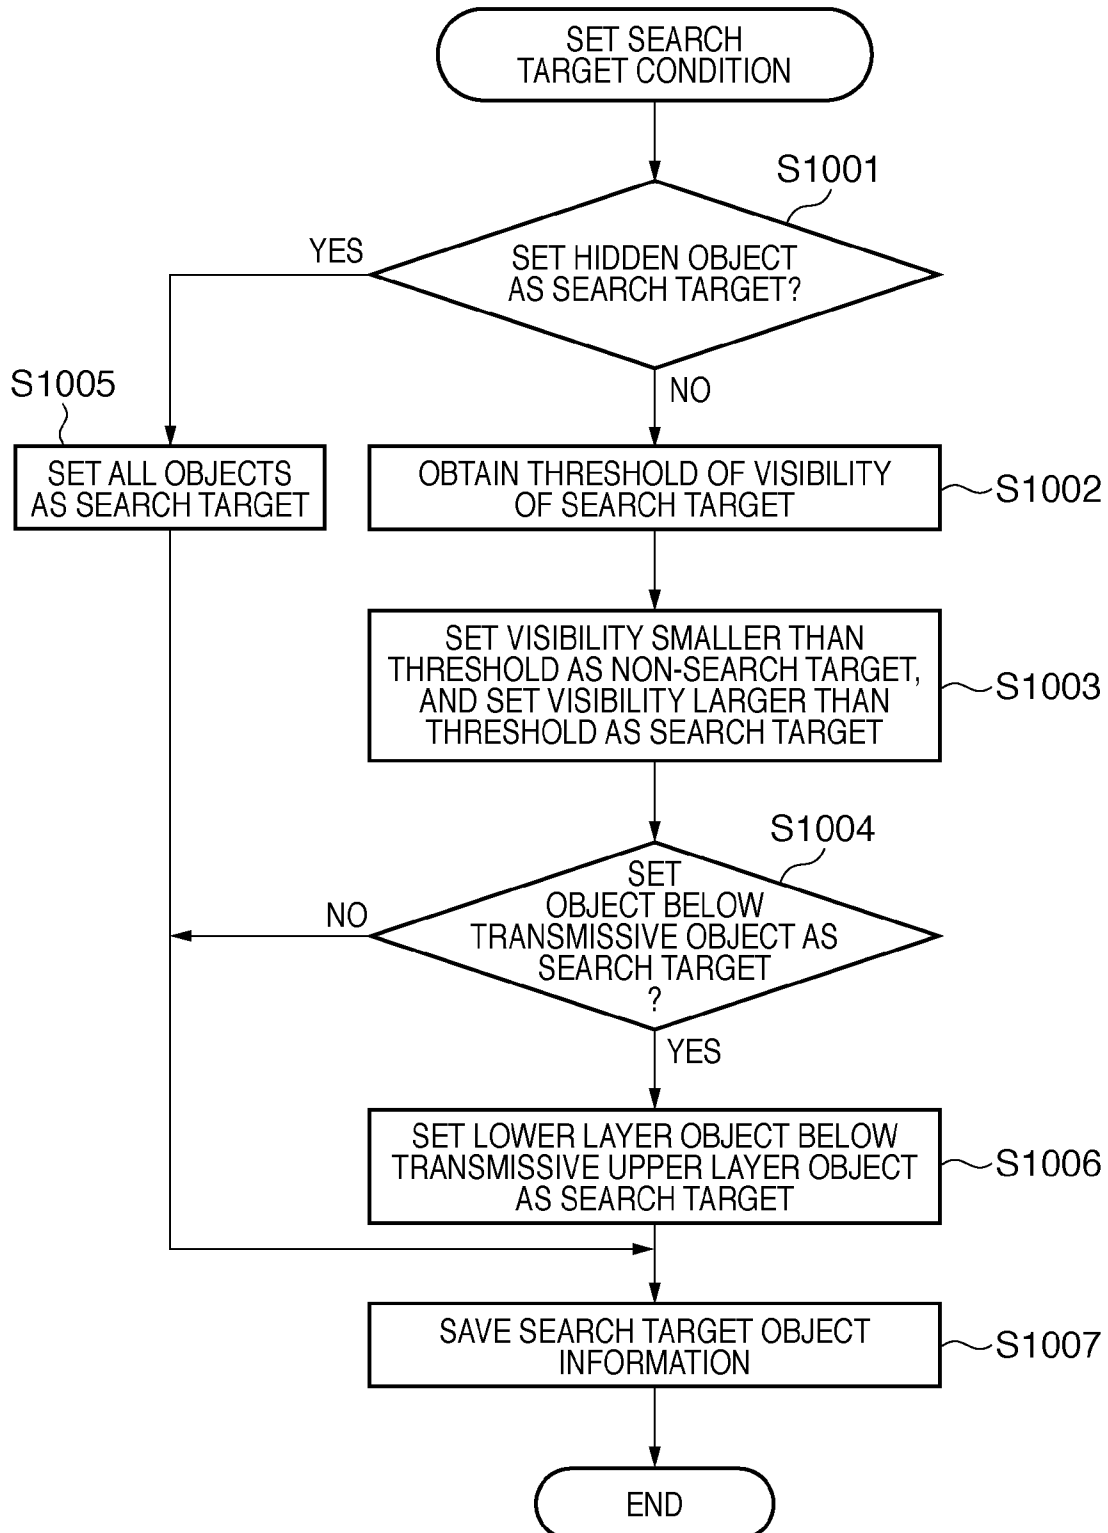 SET SEARCH
TARGET CONDITION
S1001
YES
SET HIDDEN OBJECT
AS SEARCH TARGET?
NO
S1005
SET ALL OBJECTS
AS SEARCH TARGET
OBTAIN THRESHOLD OF VISIBILITY
OF SEARCH TARGET
S1002
SET VISIBILITY SMALLER THAN
THRESHOLD AS NON-SEARCH TARGET,
AND SET VISIBILITY LARGER THAN
THRESHOLD AS SEARCH TARGET
S1003
S1004
NO
SET
OBJECT BELOW
TRANSMISSIVE OBJECT AS
SEARCH TARGET
?
YES
SET LOWER LAYER OBJECT BELOW
TRANSMISSIVE UPPER LAYER OBJECT
AS SEARCH TARGET
S1006
SAVE SEARCH TARGET OBJECT
INFORMATION
S1007
END